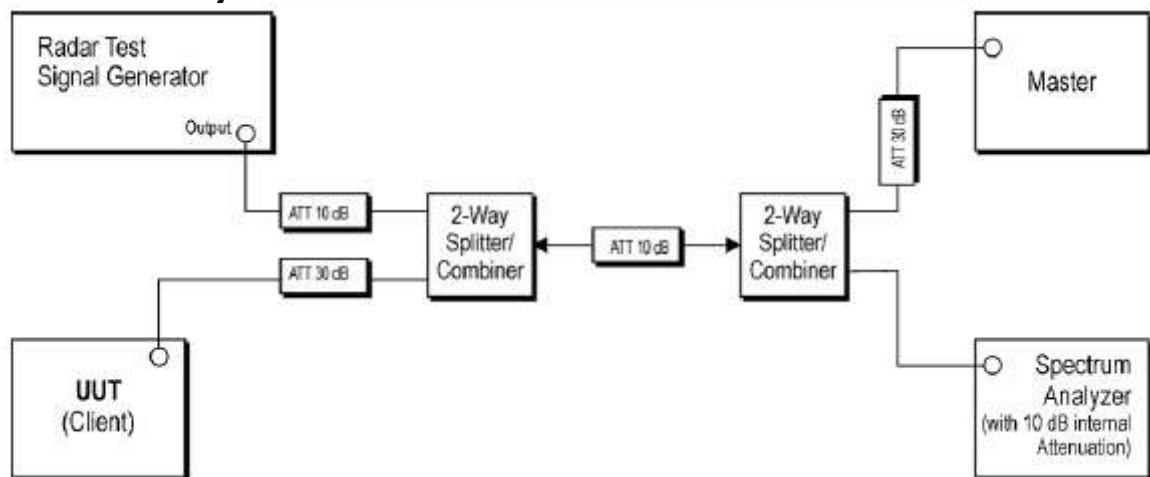 Radar Test
Signal Generator
Output
ATT 10 dB
ATT 30 dB
2-Way
Splitter/
Combiner
ATT 10 dB
2-Way
Splitter/
Combiner
ATT 30 dB
Master
UUT
(Client)
Spectrum
Analyzer
(with 10 dB internal
Attenuation)